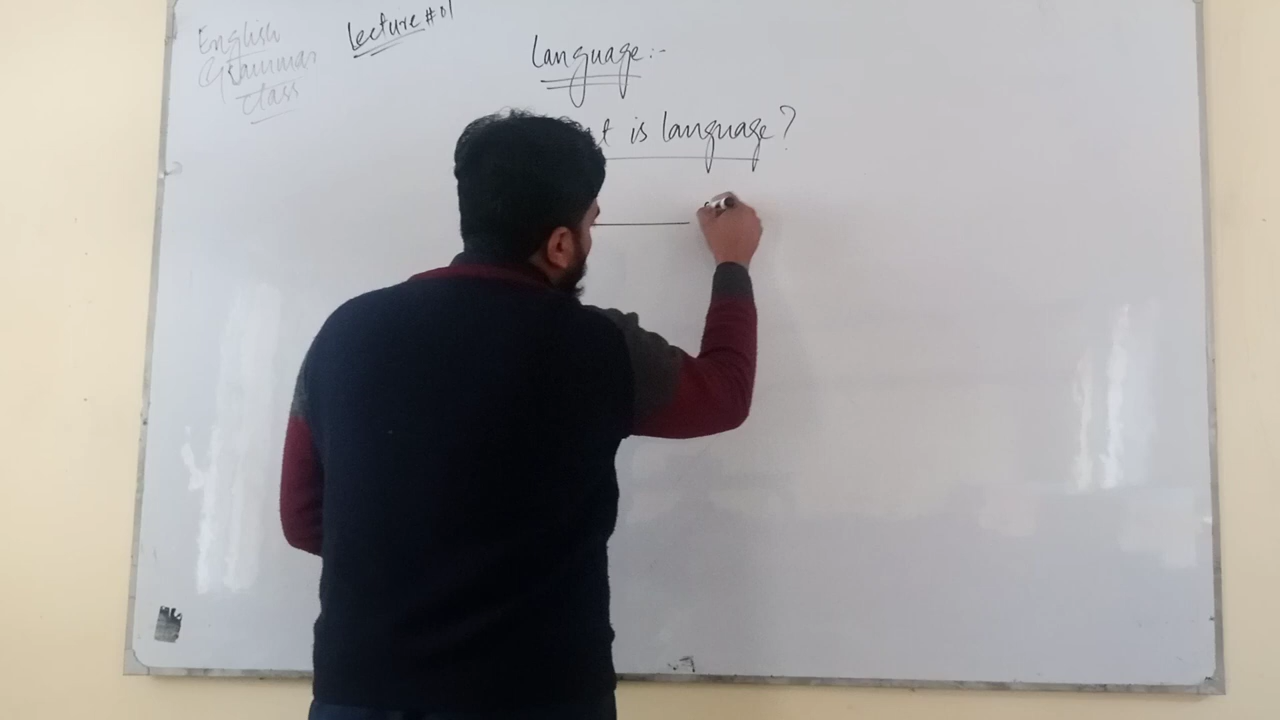 English
Grammar
Class
Lecture #01
Language:-
t is language?